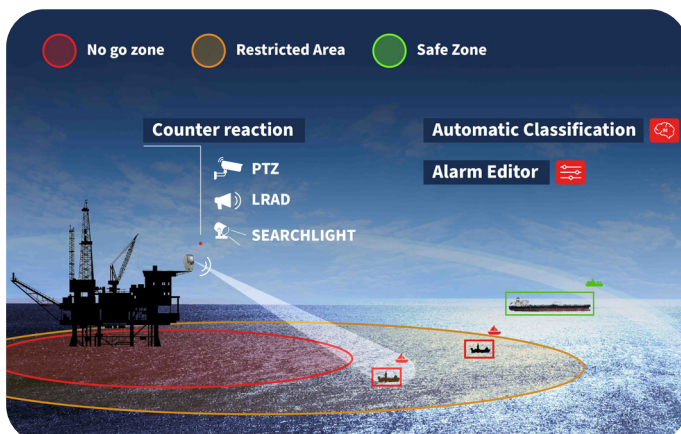 No go zone
Restricted Area
Safe Zone
Counter reaction
Automatic Classification
PTZ
Alarm Editor
LRAD
SEARCHLIGHT